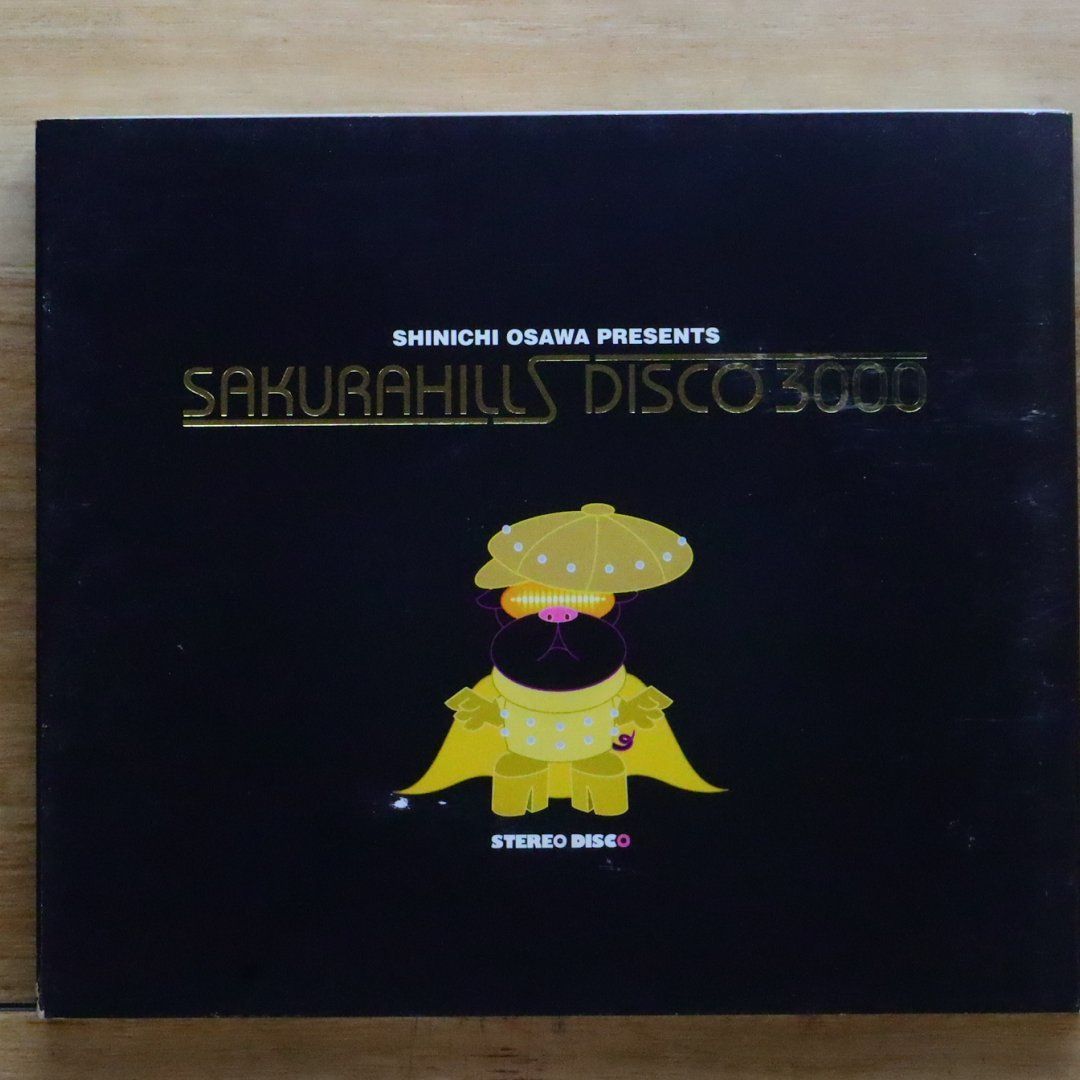 SHINICHI OSAWA PRESENTS
SAKURAHILLS DISCO 3000
STEREO DISCO